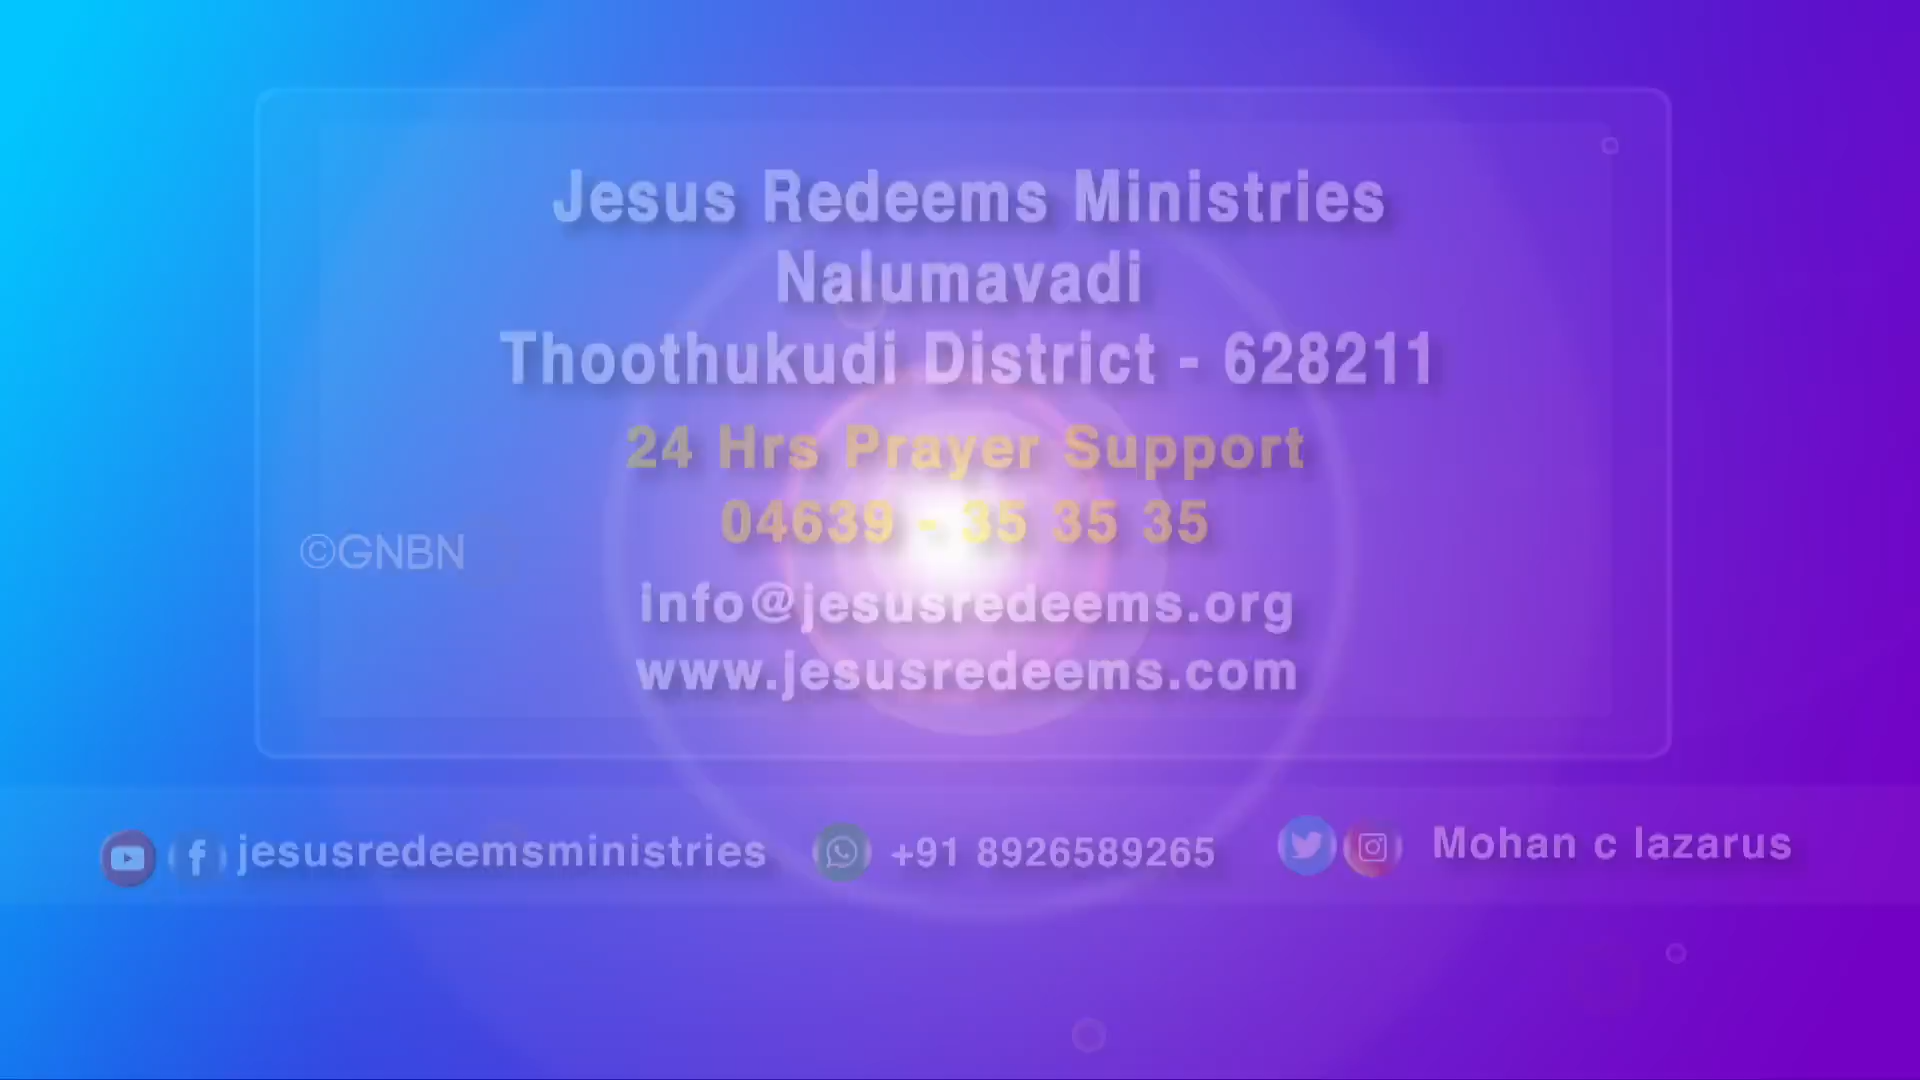 Jesus Redeems Ministries
Nalumavadi
Thoothukudi District - 628211
24 Hrs Prayer Support
04639 - 35 35 35
©GNBN
info@jesusredeems.org
www.jesusredeems.com
jesusredeemsministries +91 8926589265 Mohan c lazarus